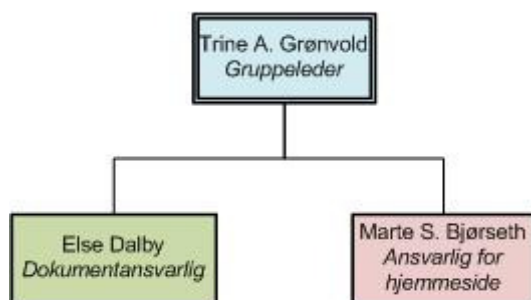 Trine A. Grønvold
Gruppeleder
Else Dalby
Dokumentansvarlig
Marte S. Bjørseth
Ansvarlig for
hjemmeside